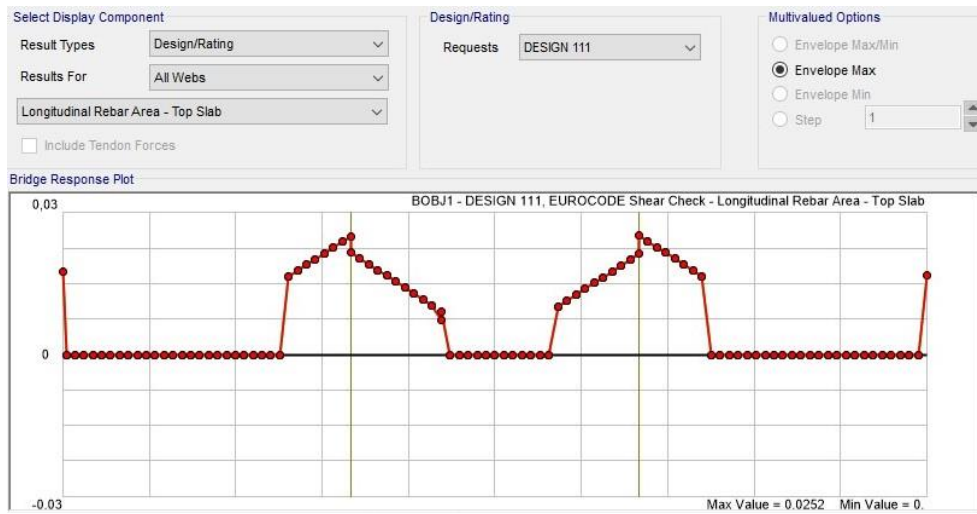 Select Display Component
Result Types Design/Rating
Results For All Webs
Longitudinal Rebar Area - Top Slab
Include Tendon Forces
Design/Rating
Requests DESIGN 111
Multivalued Options
Envelope Max/Min
Envelope Max
Envelope Min
Step 1
Bridge Response Plot
0,03
BOBJ1 - DESIGN 111, EUROCODE Shear Check - Longitudinal Rebar Area - Top Slab
0
-0.03
Max Value = 0.0252 Min Value = 0.